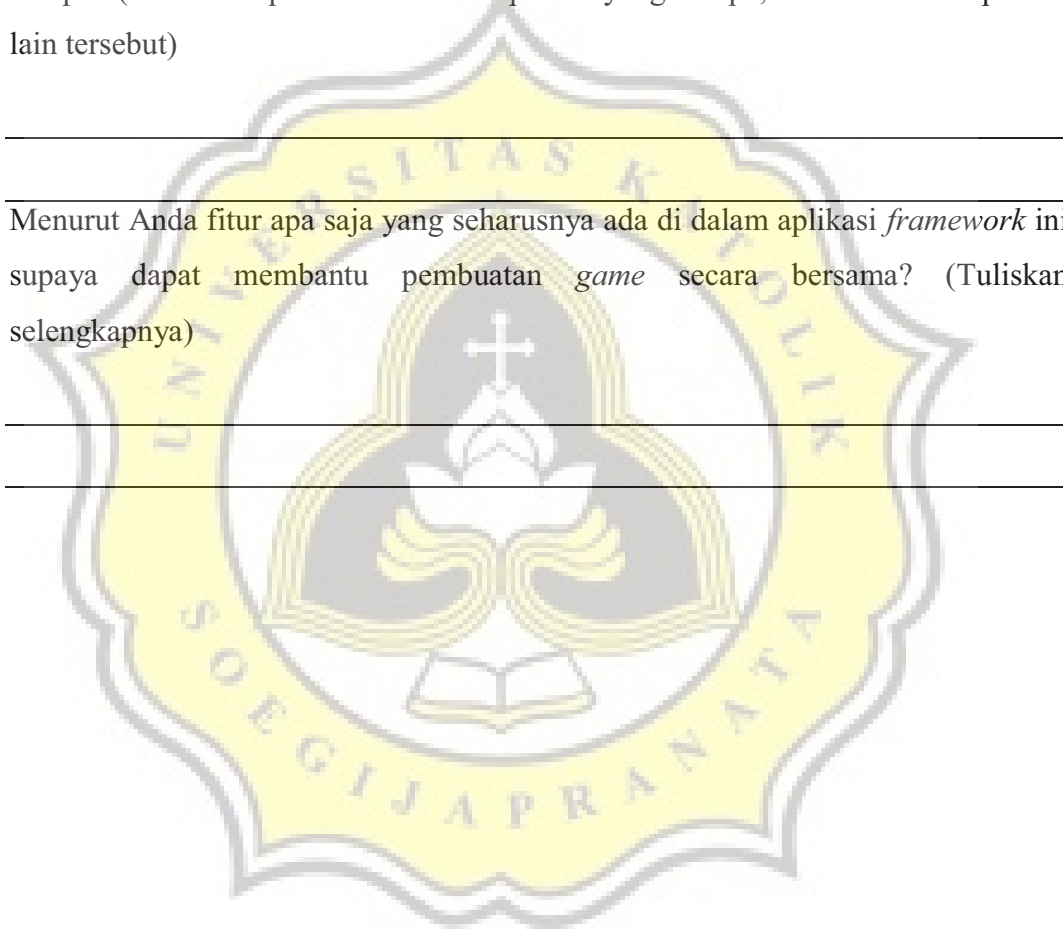 lain tersebut)
Menurut Anda fitur apa saja yang seharusnya ada di dalam aplikasi framework ini
supaya dapat membantu pembuatan game secara bersama? (Tuliskan
selengkapnya)
UNIVERSITAS KATOLIK
SOEGIJAPRANATA